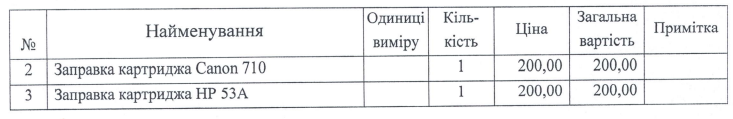 № Найменування Одиниці виміру Кіль-кість Ціна Загальна вартість Примітка
2 Заправка картриджа Canon 710 1 200,00 200,00
3 Заправка картриджа HP 53A 1 200,00 200,00